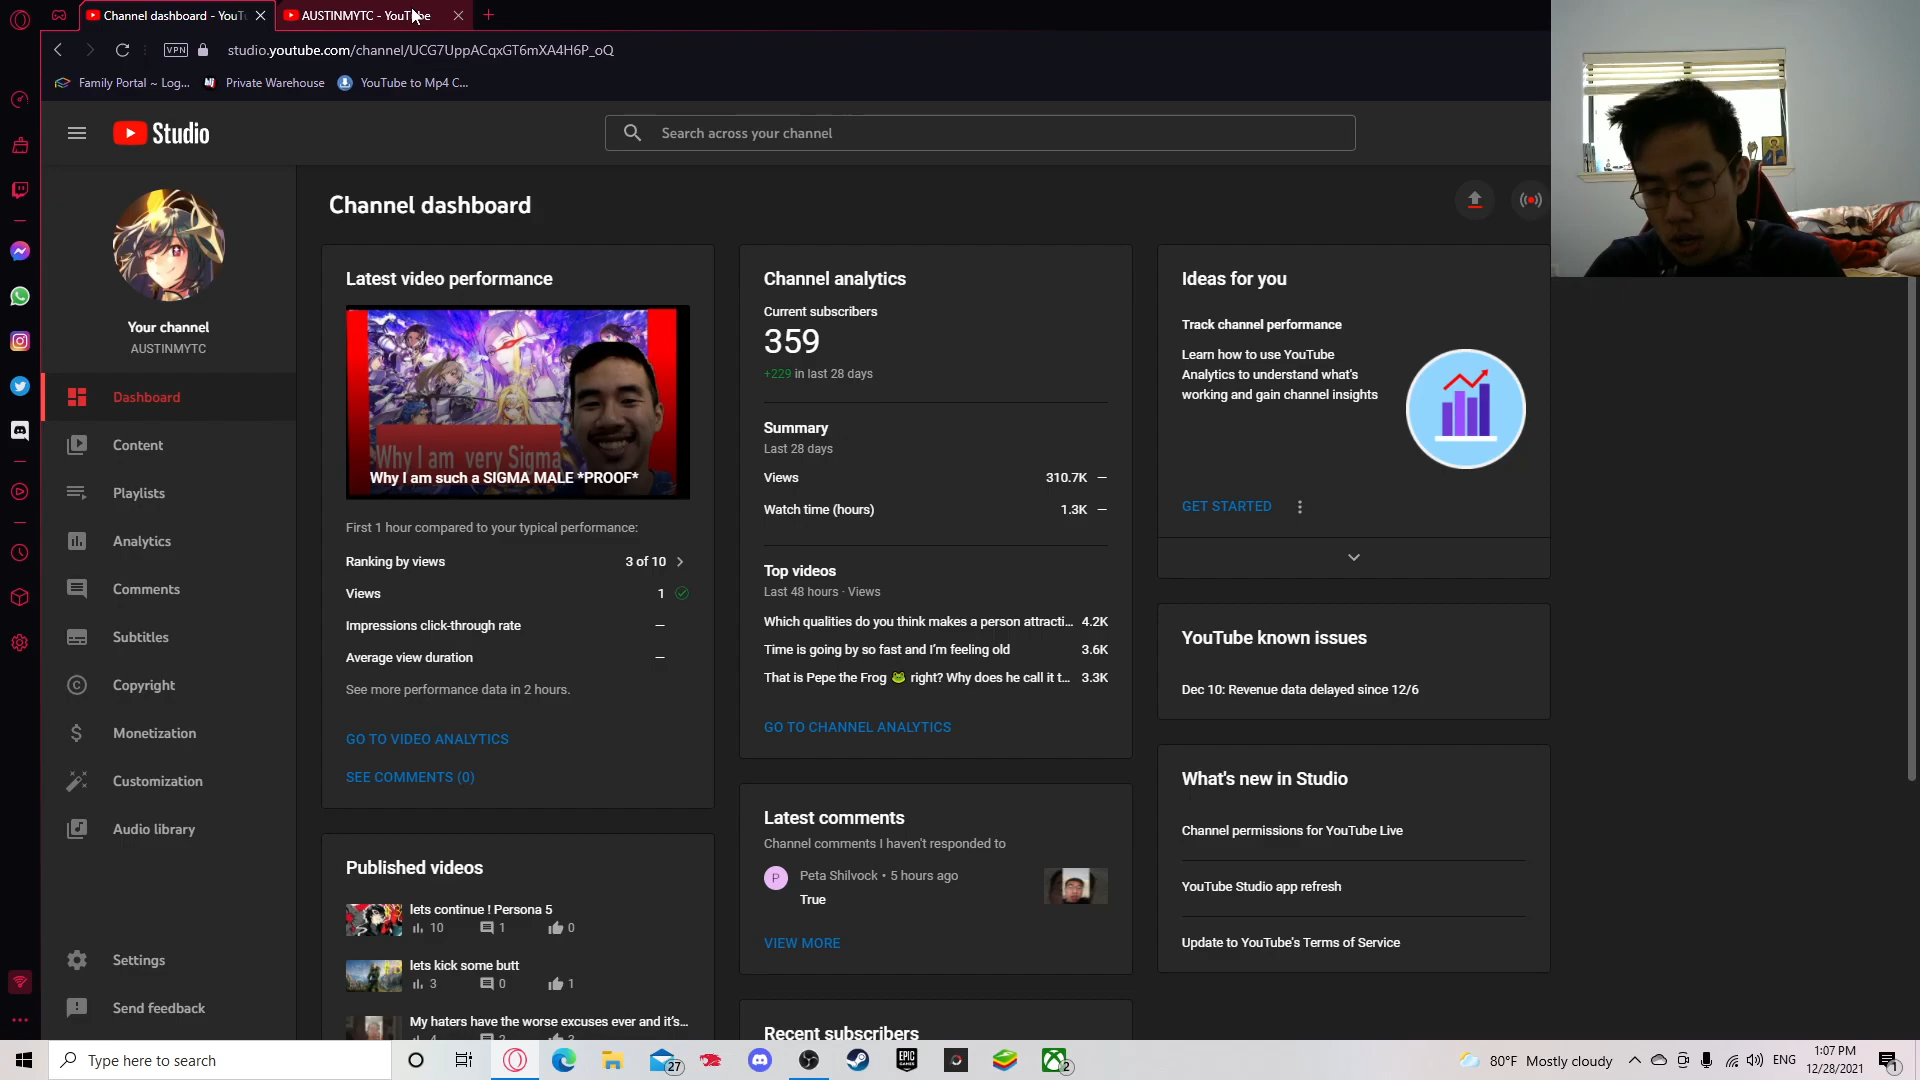 Channel dashboard - YouT
AUSTINMYTC - YouTube
VPN
studio.youtube.com/channel/UCG7UppACqxGT6mXA4H6P_oQ
Family Portal ~ Log...
Private Warehouse
YouTube to Mp4 C...
Studio
Search across your channel
Your channel
AUSTINMYTC
Dashboard
Content
Playlists
Analytics
Comments
Subtitles
Copyright
Monetization
Customization
Audio library
Settings
Send feedback
Channel dashboard
Latest video performance
Why I am very Sigma
Why I am such a SIGMA MALE *PROOF*
First 1 hour compared to your typical performance:
Ranking by views 3 of 10
Views 1
Impressions click-through rate —
Average view duration —
See more performance data in 2 hours.
GO TO VIDEO ANALYTICS
SEE COMMENTS (0)
Published videos
lets continue ! Persona 5
10 1 0
lets kick some butt
3 0 1
My haters have the worse excuses ever and it's...
Channel analytics
Current subscribers
359
+229 in last 28 days
Summary
Last 28 days
Views 310.7K —
Watch time (hours) 1.3K —
Top videos
Last 48 hours · Views
Which qualities do you think makes a person attracti... 4.2K
Time is going by so fast and I'm feeling old 3.6K
That is Pepe the Frog 🐸 right? Why does he call it t... 3.3K
GO TO CHANNEL ANALYTICS
Latest comments
Channel comments I haven't responded to
P
Peta Shilvock • 5 hours ago
True
VIEW MORE
Recent subscribers
Ideas for you
Track channel performance
Learn how to use YouTube
Analytics to understand what's
working and gain channel insights
GET STARTED
YouTube known issues
Dec 10: Revenue data delayed since 12/6
What's new in Studio
Channel permissions for YouTube Live
YouTube Studio app refresh
Update to YouTube's Terms of Service
Type here to search
27
EPIC GAMES
2
80°F Mostly cloudy
ENG
1:07 PM
12/28/2021
1